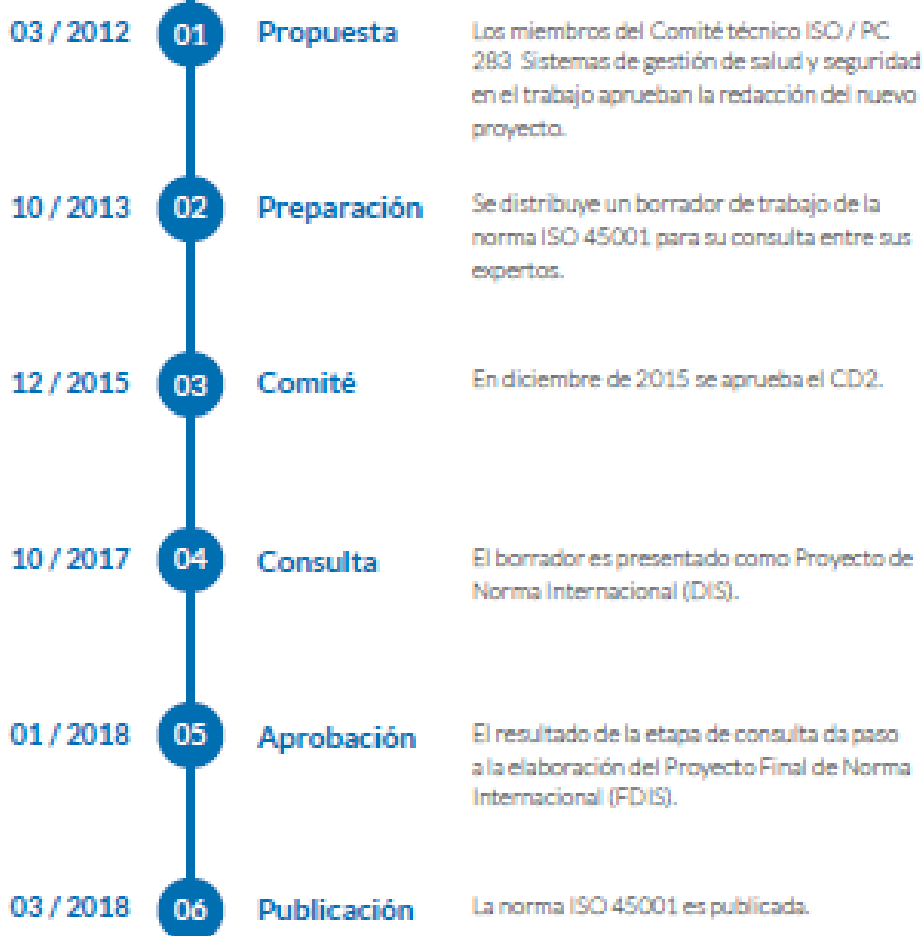 03 / 2012 01 Propuesta Los miembros del Comité técnico ISO / PC
283 Sistemas de gestión de salud y seguridad
en el trabajo aprueban la redacción del nuevo
proyecto.
10 / 2013 02 Preparación Se distribuye un borrador de trabajo de la
norma ISO 45001 para su consulta entre sus
expertos.
12 / 2015 03 Comité En diciembre de 2015 se aprueba el CD2.
10 / 2017 04 Consulta El borrador es presentado como Proyecto de
Norma Internacional (DIS).
01 / 2018 05 Aprobación El resultado de la etapa de consulta da paso
a la elaboración del Proyecto Final de Norma
Internacional (FDIS).
03 / 2018 06 Publicación La norma ISO 45001 es publicada.